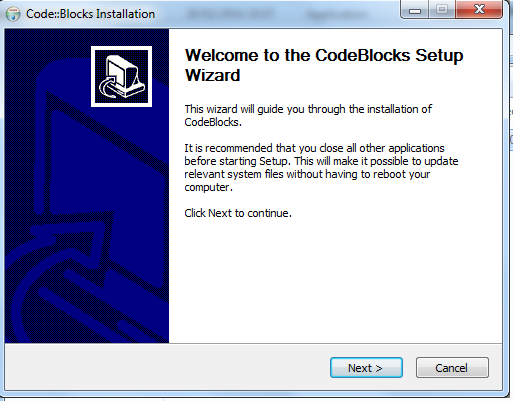 Code::Blocks Installation
Welcome to the CodeBlocks Setup
Wizard
This wizard will guide you through the installation of
CodeBlocks.
It is recommended that you close all other applications
before starting Setup. This will make it possible to update
relevant system files without having to reboot your
computer.
Click Next to continue.
Next >
Cancel